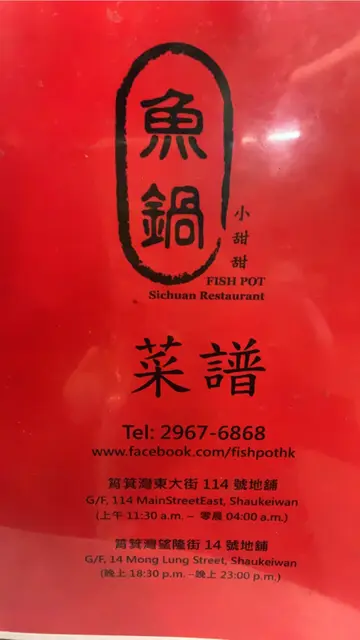 魚鍋
小甜甜
FISH POT
Sichuan Restaurant
菜譜
Tel: 2967-6868
www.facebook.com/fishpothk
筲箕灣東大街 114 號地舖
G/F, 114 MainStreetEast, Shaukeiwan
(上午 11:30 a.m. – 零晨 04:00 a.m.)
筲箕灣望隆街 14 號地舖
G/F, 14 Mong Lung Street, Shaukeiwan
(晚上 18:30 p.m. –晚上 23:00 p.m.)